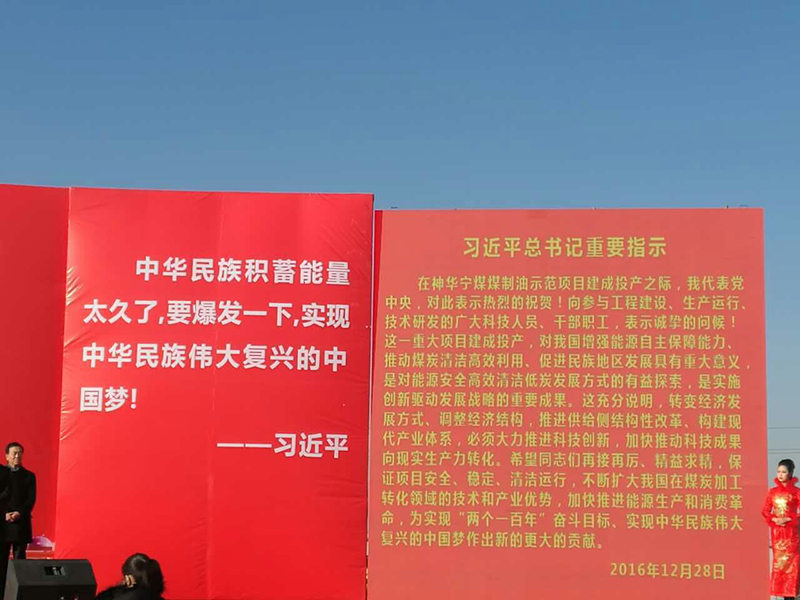 中华民族积蓄能量
太久了,要爆发一下,实现
中华民族伟大复兴的中
国梦!
——习近平
习近平总书记重要指示
在神华宁煤煤制油示范项目建成投产之际，我代表党
中央，对此表示热烈的祝贺！向参与工程建设、生产运行、
技术研发的广大科技人员、干部职工，表示诚挚的问候！
这一重大项目建成投产，对我国增强能源自主保障能力、
推动煤炭清洁高效利用、促进民族地区发展具有重大意义，
是对能源安全高效清洁低炭发展方式的有益探索，是实施
创新驱动发展战略的重要成果。这充分说明，转变经济发
展方式、调整经济结构，推进供给侧结构性改革、构建现
代产业体系，必须大力推进科技创新，加快推动科技成果
向现实生产力转化。希望同志们再接再厉、精益求精，保
证项目安全、稳定、清洁运行，不断扩大我国在煤炭加工
转化领域的技术和产业优势，加快推进能源生产和消费革
命，为实现“两个一百年”奋斗目标、实现中华民族伟大
复兴的中国梦作出新的更大的贡献。
2016年12月28日